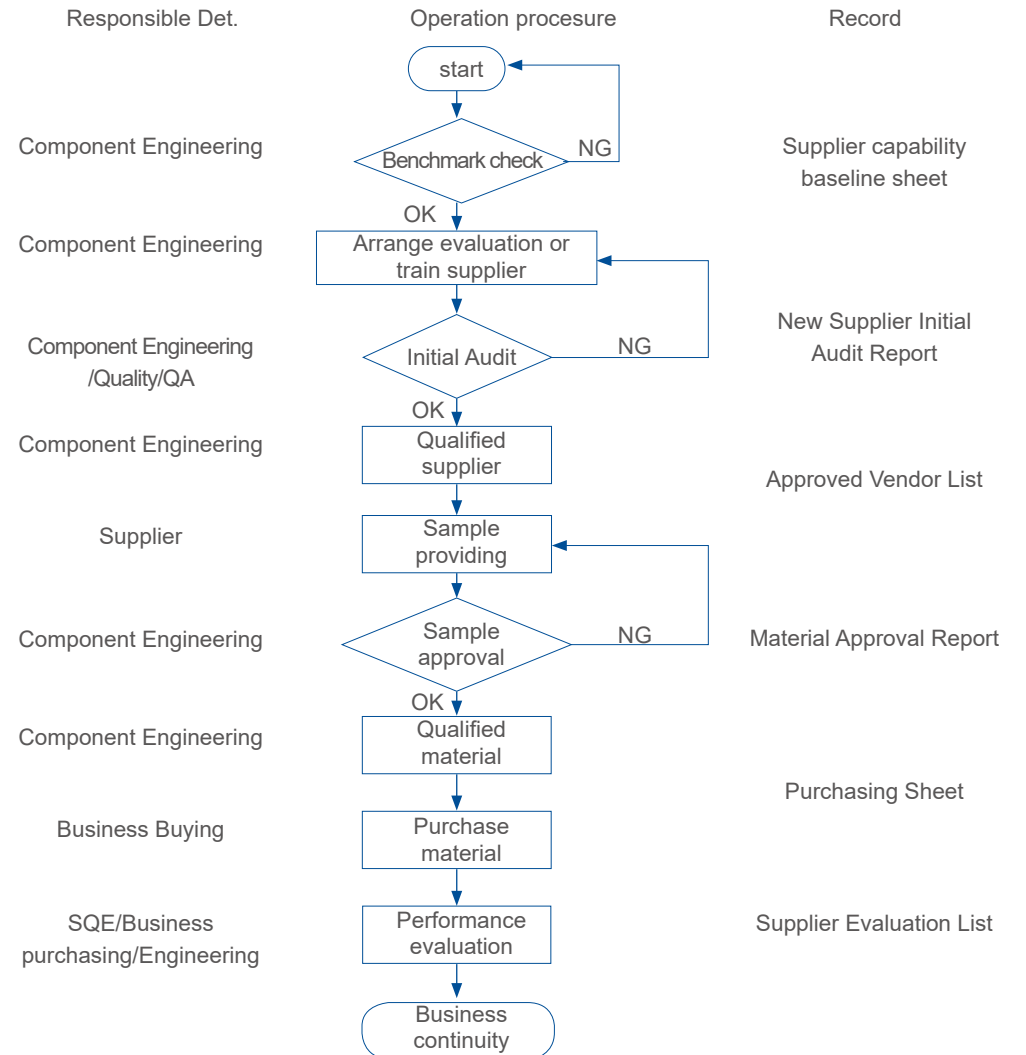 Responsible Det.
Operation procesure
Record
start
Component Engineering
Benchmark check
NG
Supplier capability
baseline sheet
OK
Component Engineering
Arrange evaluation or
train supplier
New Supplier Initial
Audit Report
Component Engineering
/Quality/QA
Initial Audit
NG
OK
Component Engineering
Qualified
supplier
Approved Vendor List
Supplier
Sample
providing
Component Engineering
Sample
approval
NG
Material Approval Report
OK
Component Engineering
Qualified
material
Purchasing Sheet
Business Buying
Purchase
material
SQE/Business
purchasing/Engineering
Performance
evaluation
Supplier Evaluation List
Business
continuity